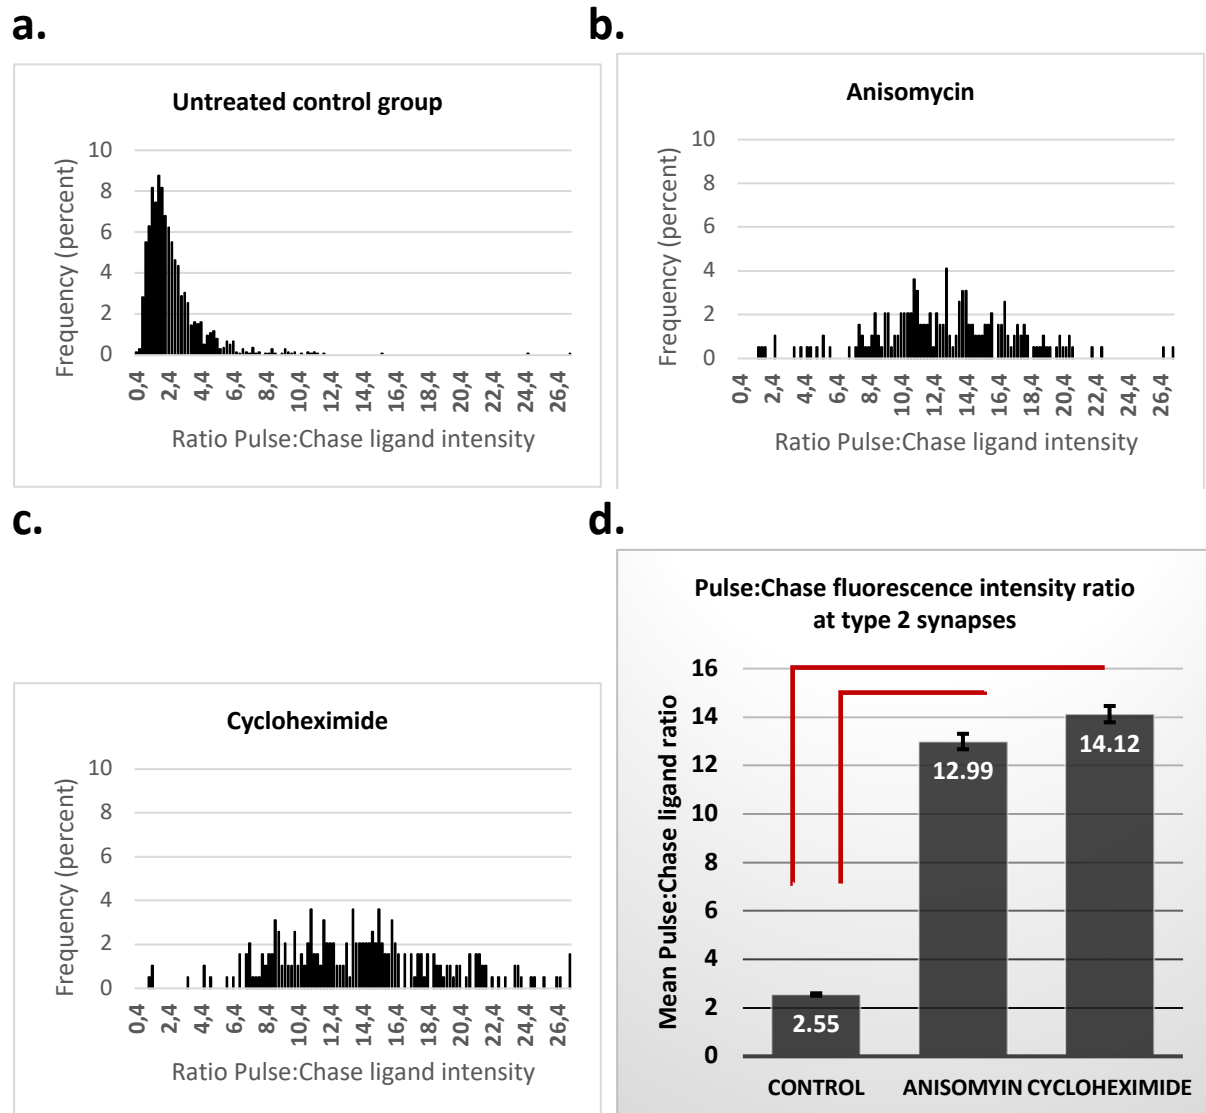 a.
Untreated control group
Frequency (percent)
10
8
6
4
2
0
0,4 2,4 4,4 6,4 8,4 10,4 12,4 14,4 16,4 18,4 20,4 22,4 24,4 26,4
Ratio Pulse:Chase ligand intensity
b.
Anisomycin
Frequency (percent)
10
8
6
4
2
0
0,4 2,4 4,4 6,4 8,4 10,4 12,4 14,4 16,4 18,4 20,4 22,4 24,4 26,4
Ratio Pulse:Chase ligand intensity
c.
Cycloheximide
Frequency (percent)
10
8
6
4
2
0
0,4 2,4 4,4 6,4 8,4 10,4 12,4 14,4 16,4 18,4 20,4 22,4 24,4 26,4
Ratio Pulse:Chase ligand intensity
d.
Pulse:Chase fluorescence intensity ratio
at type 2 synapses
Mean Pulse:Chase ligand ratio
16
14
12
10
8
6
4
2
0
2.55
12.99
14.12
CONTROL ANISOMYIN CYCLOHEXIMIDE